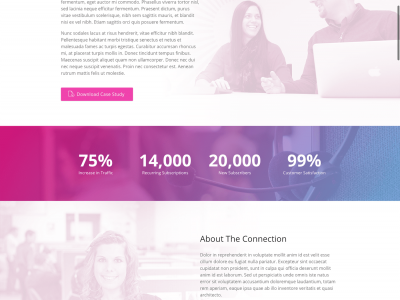 fermentum, eget auctor mi commodo. Phasellus viverra tortor nisl,
sed lacinia neque efficitur fermentum. Praesent dictum, purus
vitae vestibulum scelerisque, nibh sem sagittis mauris, et blandit
nisi ex vel nibh. Etiam sagittis orci quis posuere fermentum.
Nunc sodales lacus at risus hendrerit, vitae efficitur nibh blandit.
Pellentesque habitant morbi tristique senectus et netus et
malesuada fames ac turpis egestas. Curabitur accumsan rhoncus
mi, at placerat turpis mollis in. Donec tincidunt tempus finibus.
Maecenas suscipit aliquet quam non ullamcorper. Donec nec dui
nec neque suscipit venenatis. Proin nec consectetur est. Aenean
rutrum mattis felis ut molestie.
Download Case Study
75% 14,000 20,000 99%
Increase In Traffic Recurring Subscriptions New Subscribers Customer Satisfaction
About The Connection
Dolor in reprehenderit in voluptate mollit anim id est velit esse
cillum dolore eu feugiat nulla pariatur. Excepteur sint occaecat
cupidatat non proident, sunt in culpa qui officia deserunt mollit
anim id est laborum. Sed ut perspiciatis unde omnis iste natus
error sit voluptatem accusantium doloremque laudantium, totam
rem aperiam, eaque ipsa quae ab illo inventore veritatis et quasi
architecto.